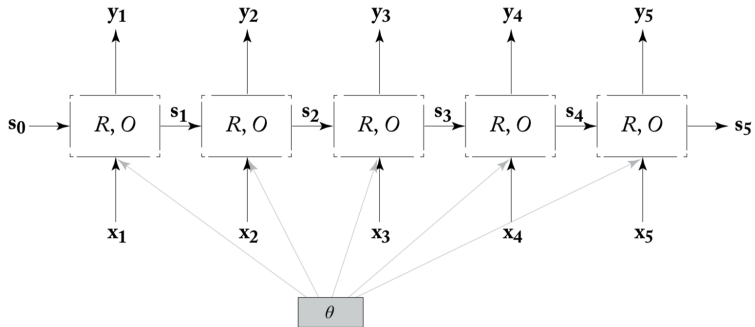 y1 y2 y3 y4 y5
s0 R, O s1 R, O s2 R, O s3 R, O s4 R, O s5
x1 x2 x3 x4 x5
θ